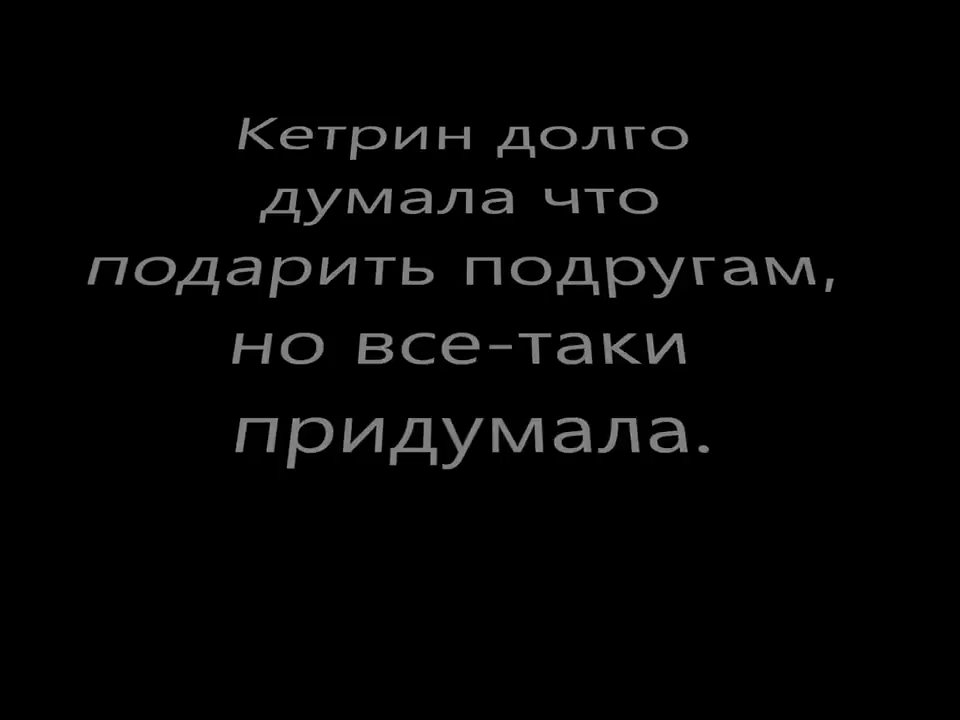 Кетрин долго
думала что
подарить подругам,
но все-таки
придумала.